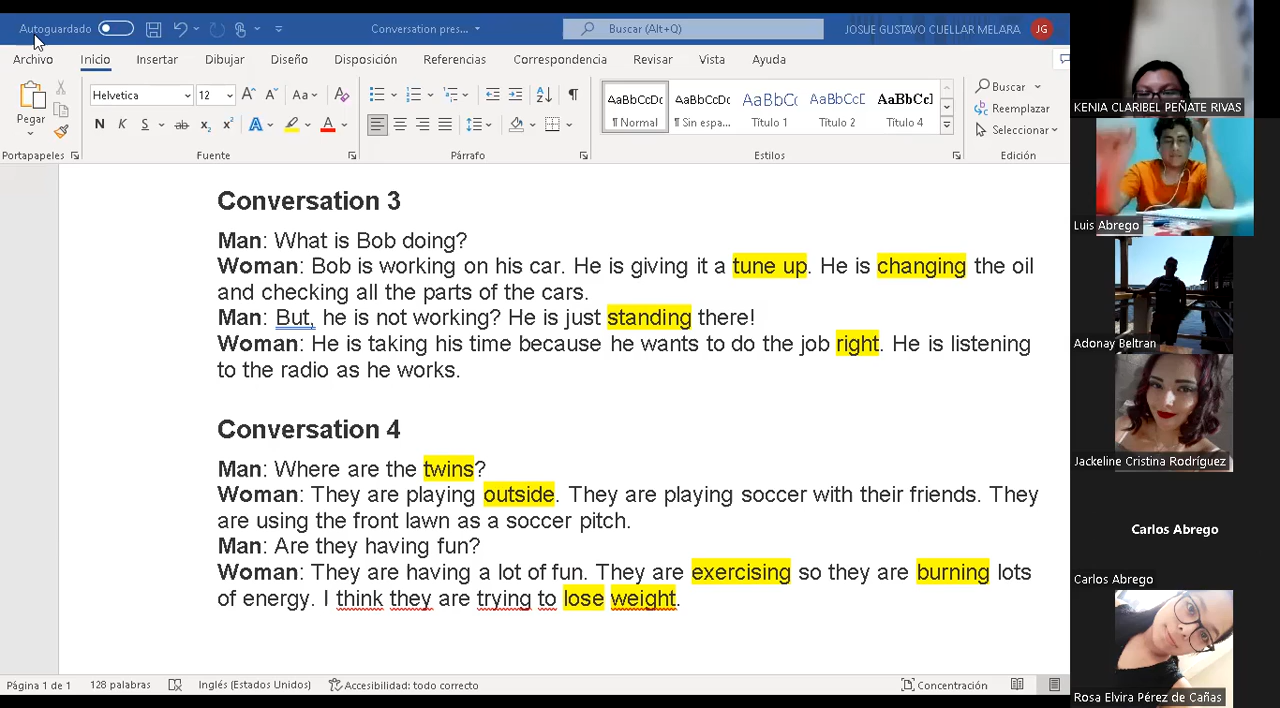 Autoguardado
Conversation pres...
Buscar (Alt+Q)
JOSUE GUSTAVO CUELLAR MELARA
JG
Archivo Inicio Insertar Dibujar Diseño Disposición Referencias Correspondencia Revisar Vista Ayuda
Pegar
Portapapeles
Helvetica 12
N K S ab x₂ x² A A
Fuente
Párrafo
AaBbCcDc AaBbCcDc AaBbCc AaBbCcD AaBbCcI
¶ Normal ¶ Sin espa... Título 1 Título 2 Título 4
Estilos
Buscar
Reemplazar
Seleccionar
Edición
Conversation 3
Man: What is Bob doing?
Woman: Bob is working on his car. He is giving it a tune up. He is changing the oil
and checking all the parts of the cars.
Man: But, he is not working? He is just standing there!
Woman: He is taking his time because he wants to do the job right. He is listening
to the radio as he works.
Conversation 4
Man: Where are the twins?
Woman: They are playing outside. They are playing soccer with their friends. They
are using the front lawn as a soccer pitch.
Man: Are they having fun?
Woman: They are having a lot of fun. They are exercising so they are burning lots
of energy. I think they are trying to lose weight.
Página 1 de 1 128 palabras Inglés (Estados Unidos) Accesibilidad: todo correcto Concentración
KENIA CLARIBEL PEÑATE RIVAS
Luis Abrego
Adonay Beltran
Jackeline Cristina Rodríguez
Carlos Abrego
Carlos Abrego
Rosa Elvira Pérez de Cañas